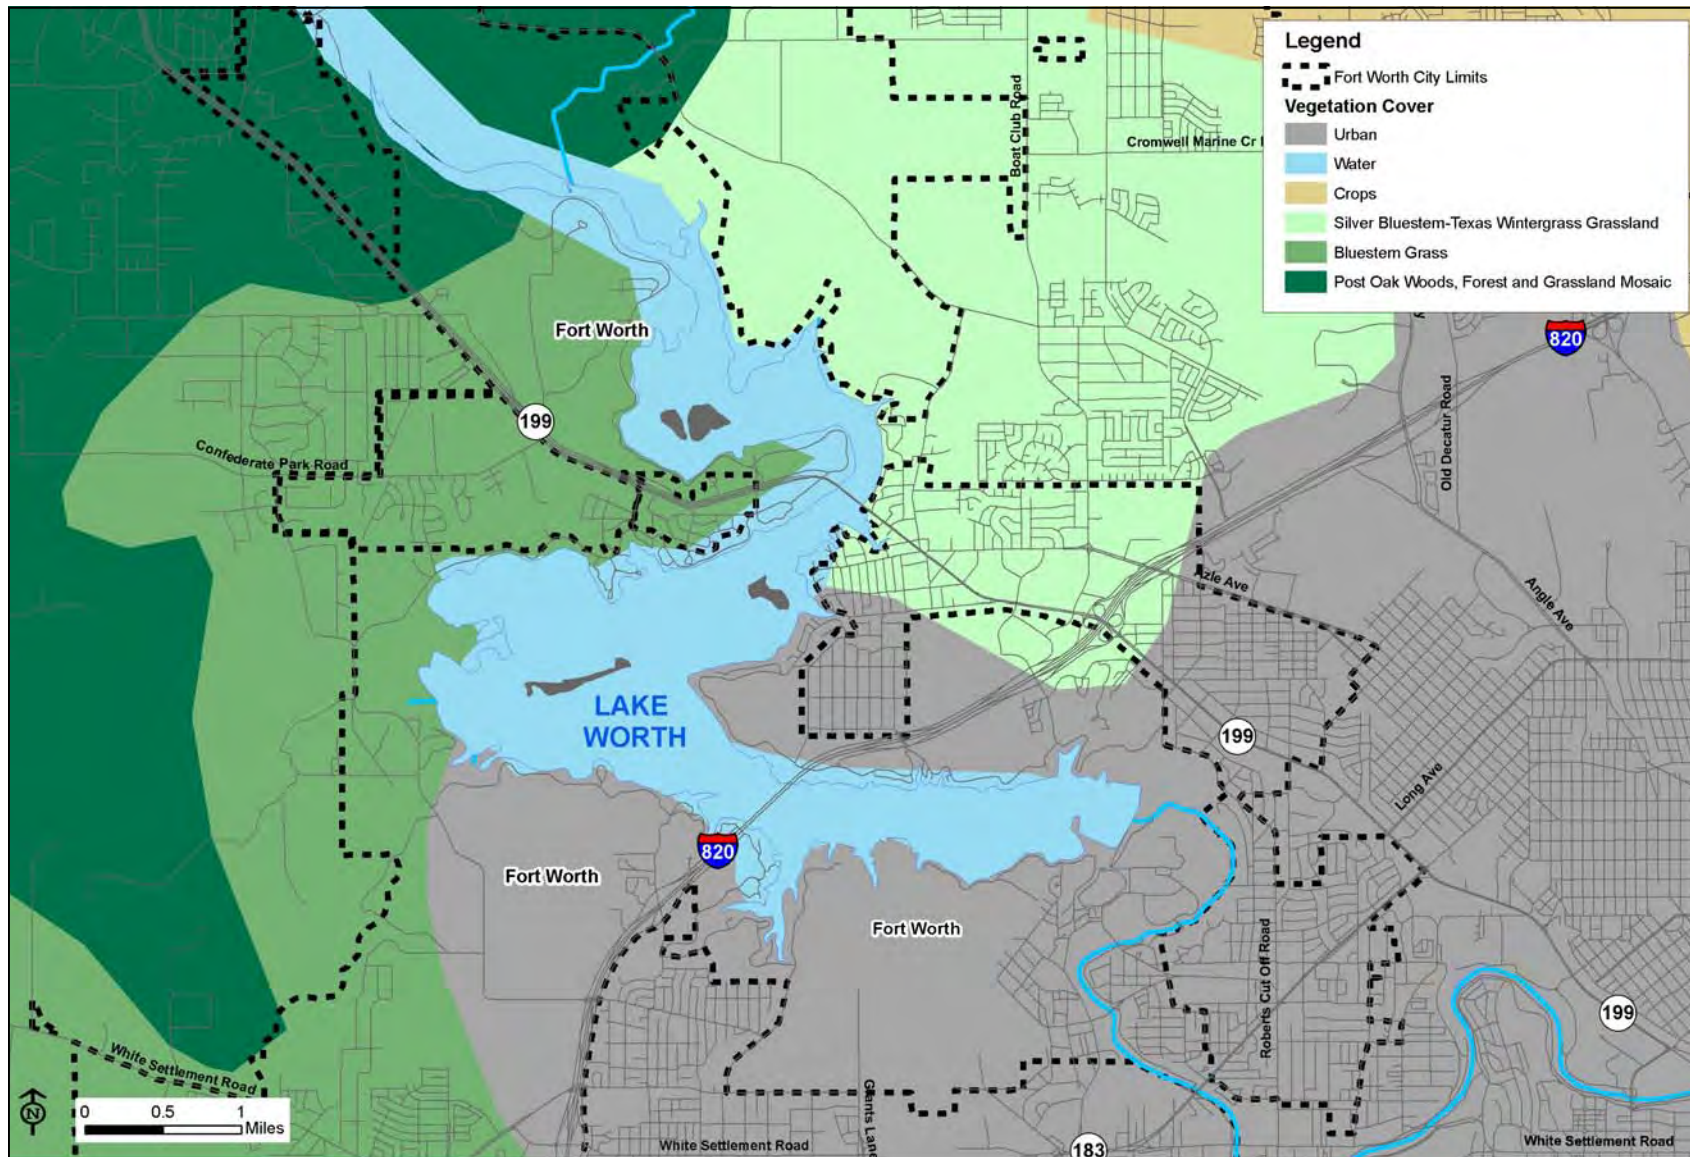 Legend
Fort Worth City Limits
Vegetation Cover
Urban
Water
Crops
Silver Bluestem-Texas Wintergrass Grassland
Bluestem Grass
Post Oak Woods, Forest and Grassland Mosaic
Boat Club Road
Cromwell Marine Cr
820
Fort Worth
199
Confederate Park Road
Old Decatur Road
Azle Ave
Angle Ave
LAKE
WORTH
199
Long Ave
820
Fort Worth
Fort Worth
Roberts Cut Off Road
199
White Settlement Road
N
0 0.5 1
Miles
White Settlement Road
Grants Lane
183
White Settlement Road